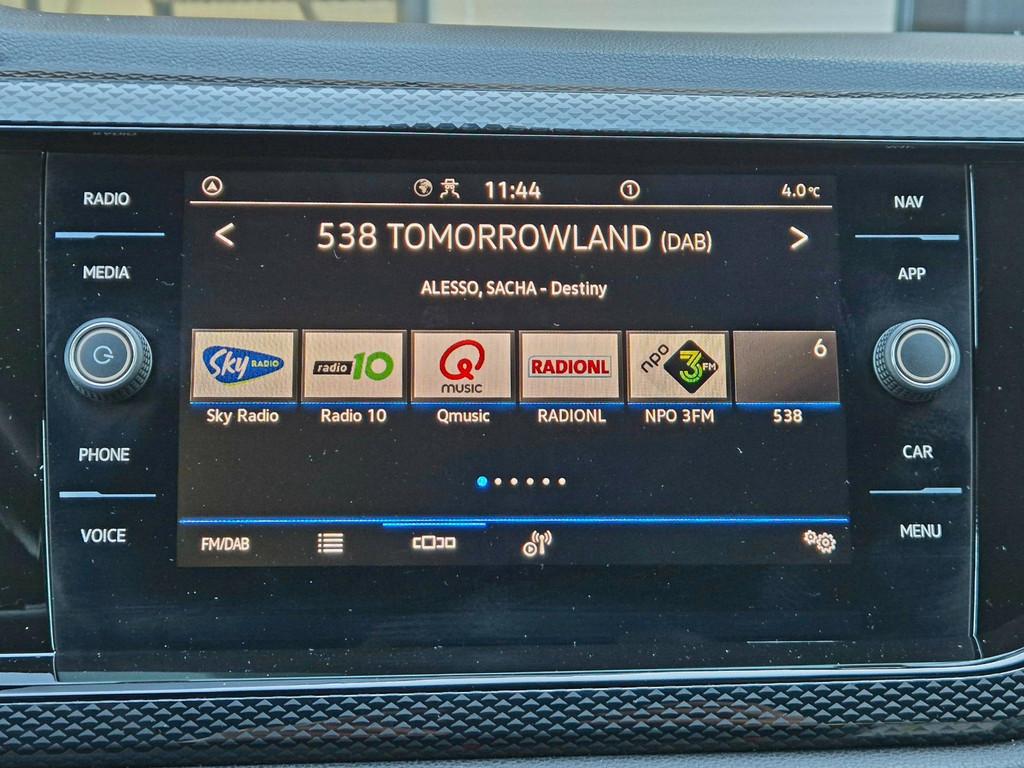 RADIO
MEDIA
PHONE
VOICE
11:44
1
4.0°C
< 538 TOMORROWLAND (DAB) >
ALESSO, SACHA - Destiny
Sky RADIO
radio 10
Q MUSIC
RADIONL
npo 3FM
6
Sky Radio
Radio 10
Qmusic
RADIONL
NPO 3FM
538
FM/DAB
NAV
APP
CAR
MENU